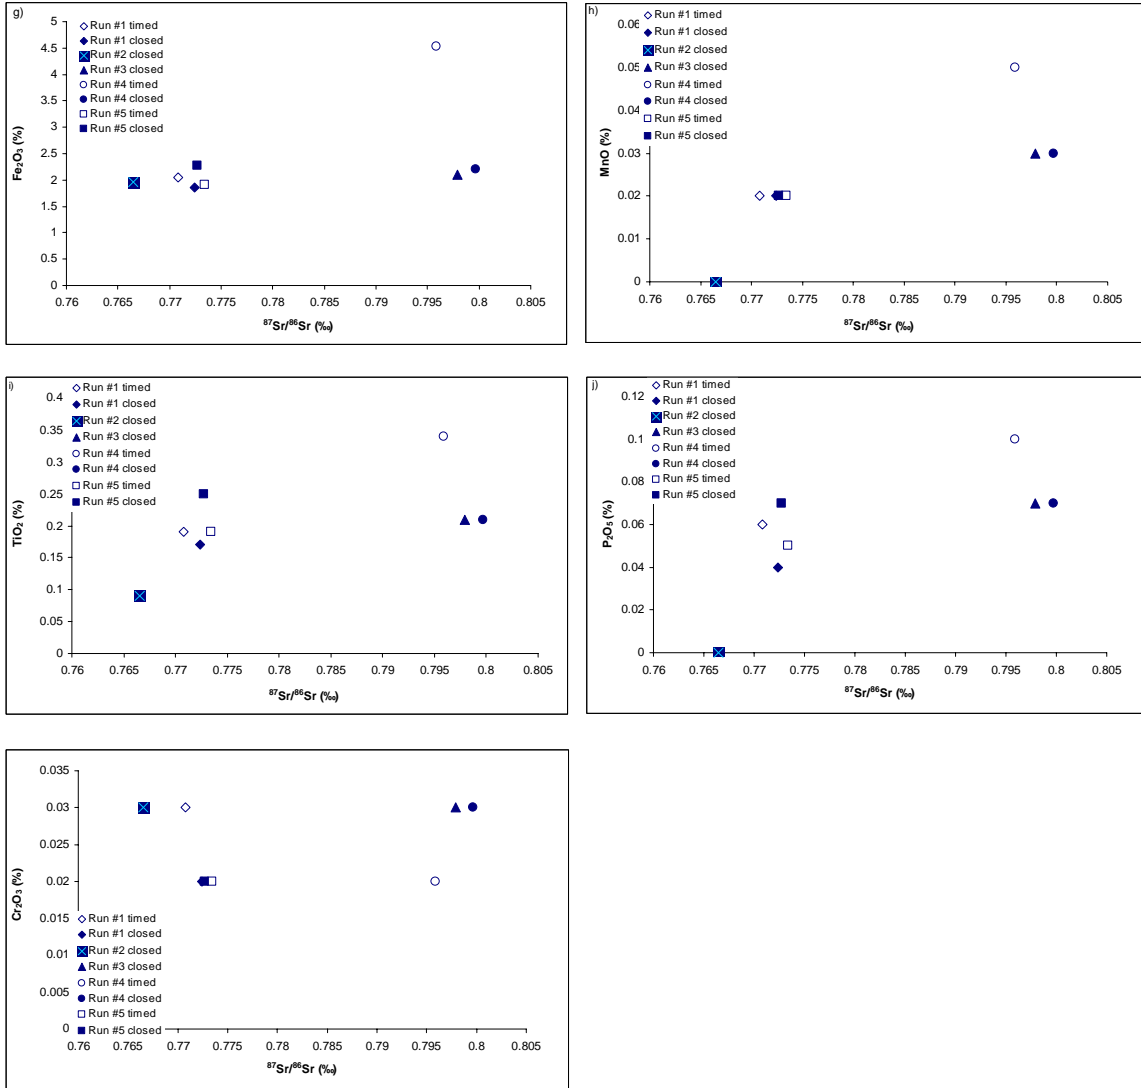 g)
Run #1 timed
Run #1 closed
Run #2 closed
Run #3 closed
Run #4 timed
Run #4 closed
Run #5 timed
Run #5 closed
5
4.5
4
3.5
3
2.5
2
1.5
1
0.5
0
Fe₂O₃ (%)
0.76 0.765 0.77 0.775 0.78 0.785 0.79 0.795 0.8 0.805
⁸⁷Sr/⁸⁶Sr (‰)
h)
Run #1 timed
Run #1 closed
Run #2 closed
Run #3 closed
Run #4 timed
Run #4 closed
Run #5 timed
Run #5 closed
0.06
0.05
0.04
0.03
0.02
0.01
0
MnO (%)
0.76 0.765 0.77 0.775 0.78 0.785 0.79 0.795 0.8 0.805
⁸⁷Sr/⁸⁶Sr (‰)
i)
Run #1 timed
Run #1 closed
Run #2 closed
Run #3 closed
Run #4 timed
Run #4 closed
Run #5 timed
Run #5 closed
0.4
0.35
0.3
0.25
0.2
0.15
0.1
0.05
0
TiO₂ (%)
0.76 0.765 0.77 0.775 0.78 0.785 0.79 0.795 0.8 0.805
⁸⁷Sr/⁸⁶Sr (‰)
j)
Run #1 timed
Run #1 closed
Run #2 closed
Run #3 closed
Run #4 timed
Run #4 closed
Run #5 timed
Run #5 closed
0.12
0.1
0.08
0.06
0.04
0.02
0
P₂O₅ (%)
0.76 0.765 0.77 0.775 0.78 0.785 0.79 0.795 0.8 0.805
⁸⁷Sr/⁸⁶Sr (‰)
0.035
0.03
0.025
0.02
0.015
0.01
0.005
0
Cr₂O₃ (%)
Run #1 timed
Run #1 closed
Run #2 closed
Run #3 closed
Run #4 timed
Run #4 closed
Run #5 timed
Run #5 closed
0.76 0.765 0.77 0.775 0.78 0.785 0.79 0.795 0.8 0.805
⁸⁷Sr/⁸⁶Sr (‰)